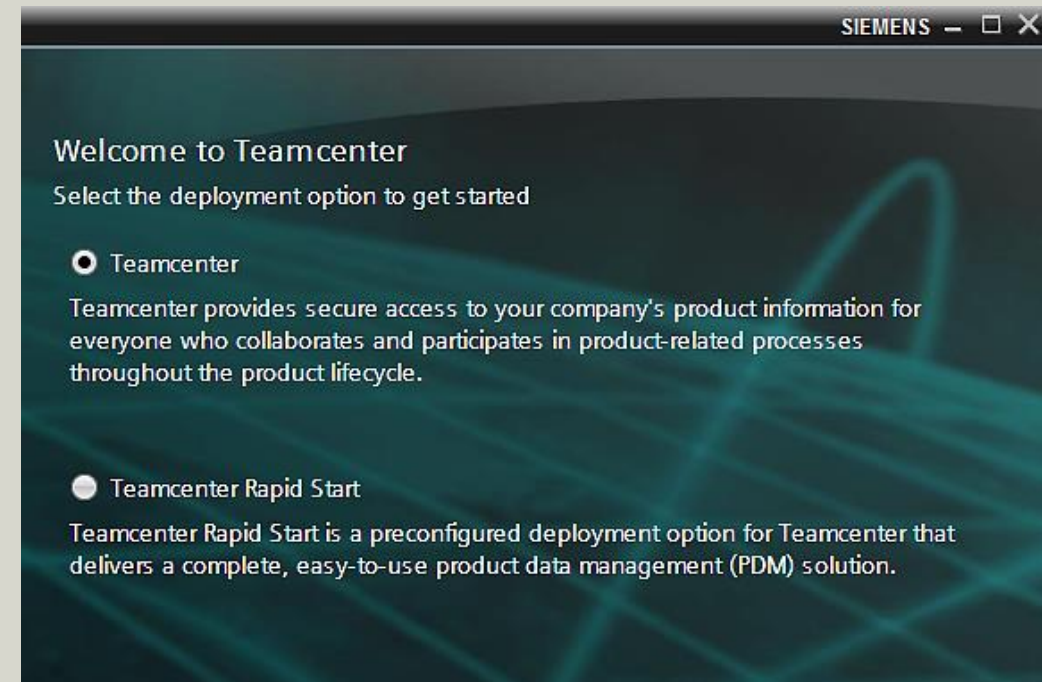 SIEMENS
Welcome to Teamcenter
Select the deployment option to get started
Teamcenter
Teamcenter provides secure access to your company's product information for
everyone who collaborates and participates in product-related processes
throughout the product lifecycle.
Teamcenter Rapid Start
Teamcenter Rapid Start is a preconfigured deployment option for Teamcenter that
delivers a complete, easy-to-use product data management (PDM) solution.